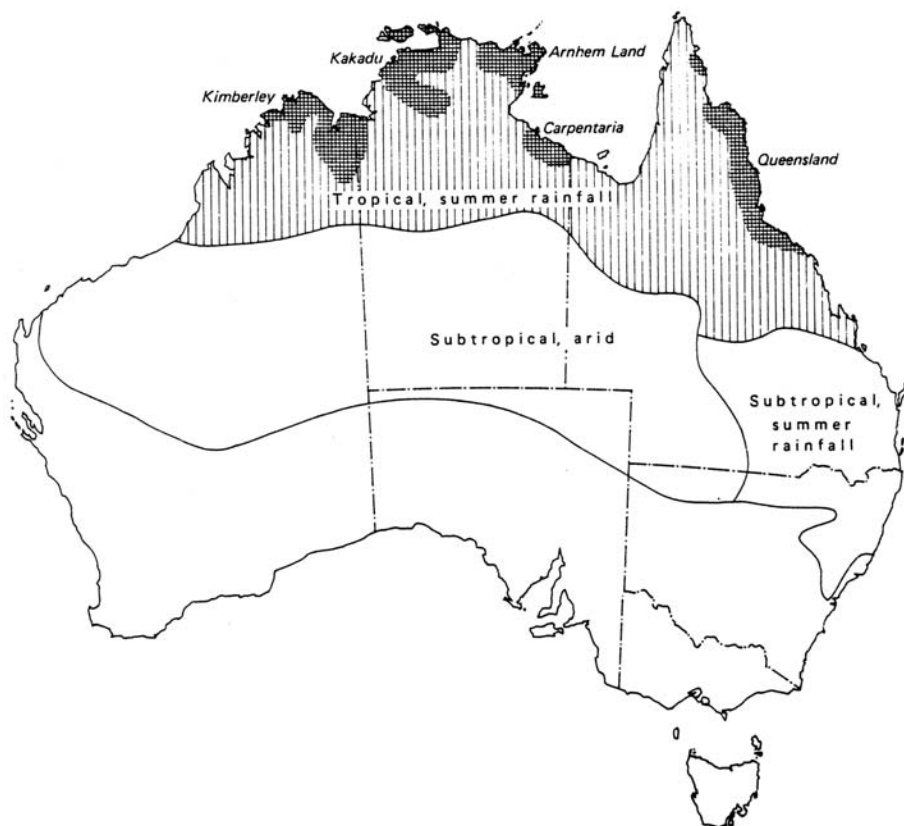 Kakadu
Arnhem Land
Kimberley
Carpentaria
Queensland
Tropical, summer rainfall
Subtropical, arid
Subtropical,
summer
rainfall